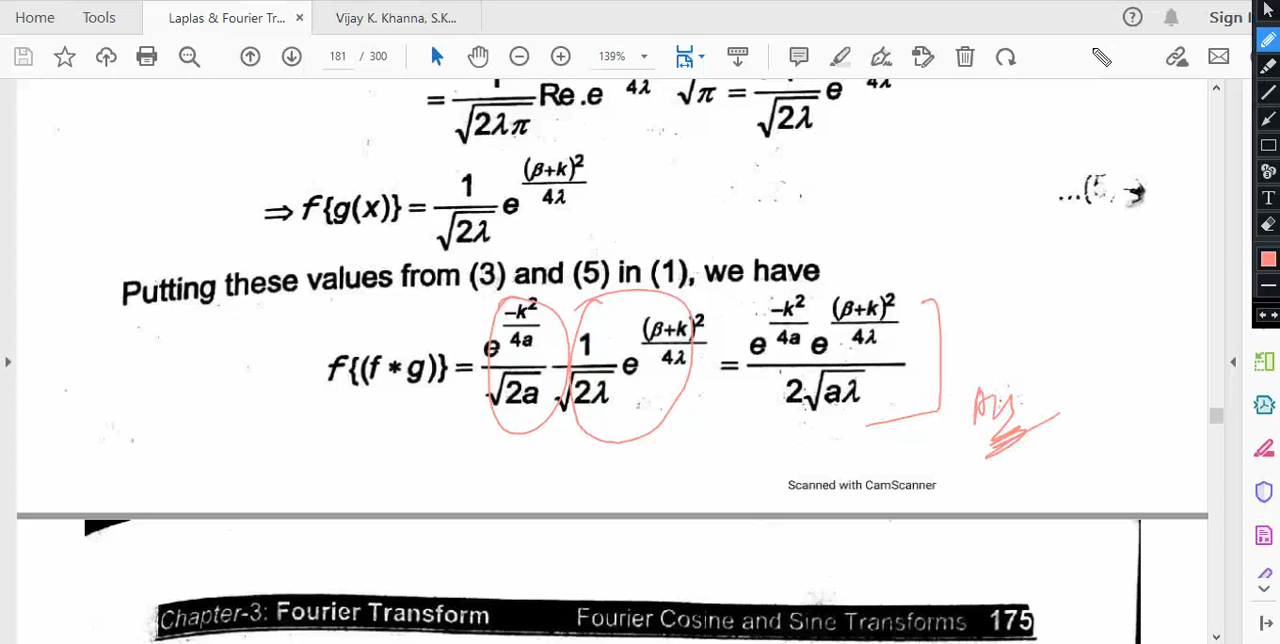 Home Tools Laplas & Fourier Tr... × Vijay K. Khanna, S.K... Sign I
181 / 300 139%
= 1/√2λπ Re.e 4λ √π = 1/√2λ e 4λ
⇒ f{g(x)} = 1/√2λ e^((β+k)²/4λ)
Putting these values from (3) and (5) in (1), we have
f{(f * g)} = e^(-k²/4a)/√2a 1/√2λ e^((β+k)²/4λ) = e^(-k²/4a) e^((β+k)²/4λ)/2√aλ
Scanned with CamScanner
Chapter-3: Fourier Transform Fourier Cosine and Sine Transforms 175